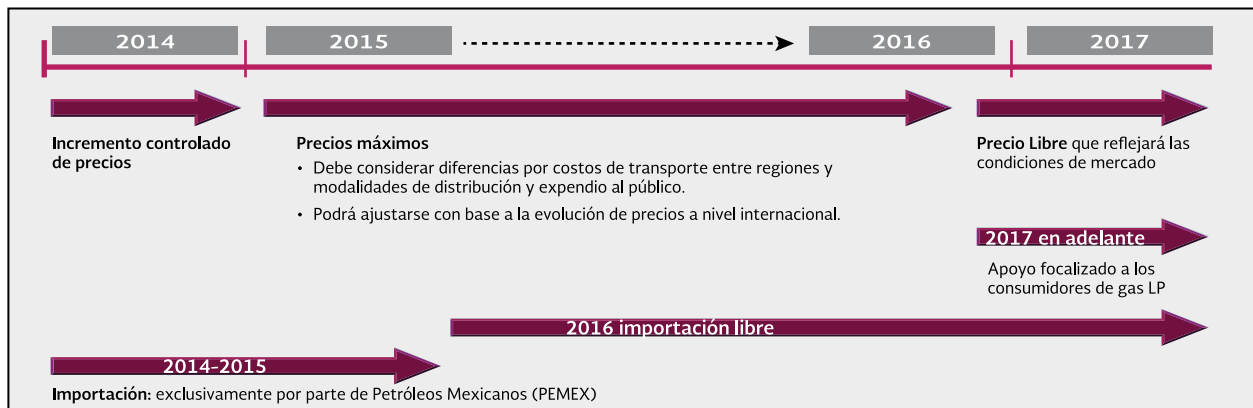 2014 2015 2016 2017
Incremento controlado
de precios
Precios máximos
• Debe considerar diferencias por costos de transporte entre regiones y
modalidades de distribución y expendio al público.
• Podrá ajustarse con base a la evolución de precios a nivel internacional.
Precio Libre que reflejará las
condiciones de mercado
2017 en adelante
Apoyo focalizado a los
consumidores de gas LP
2016 importación libre
2014-2015
Importación: exclusivamente por parte de Petróleos Mexicanos (PEMEX)